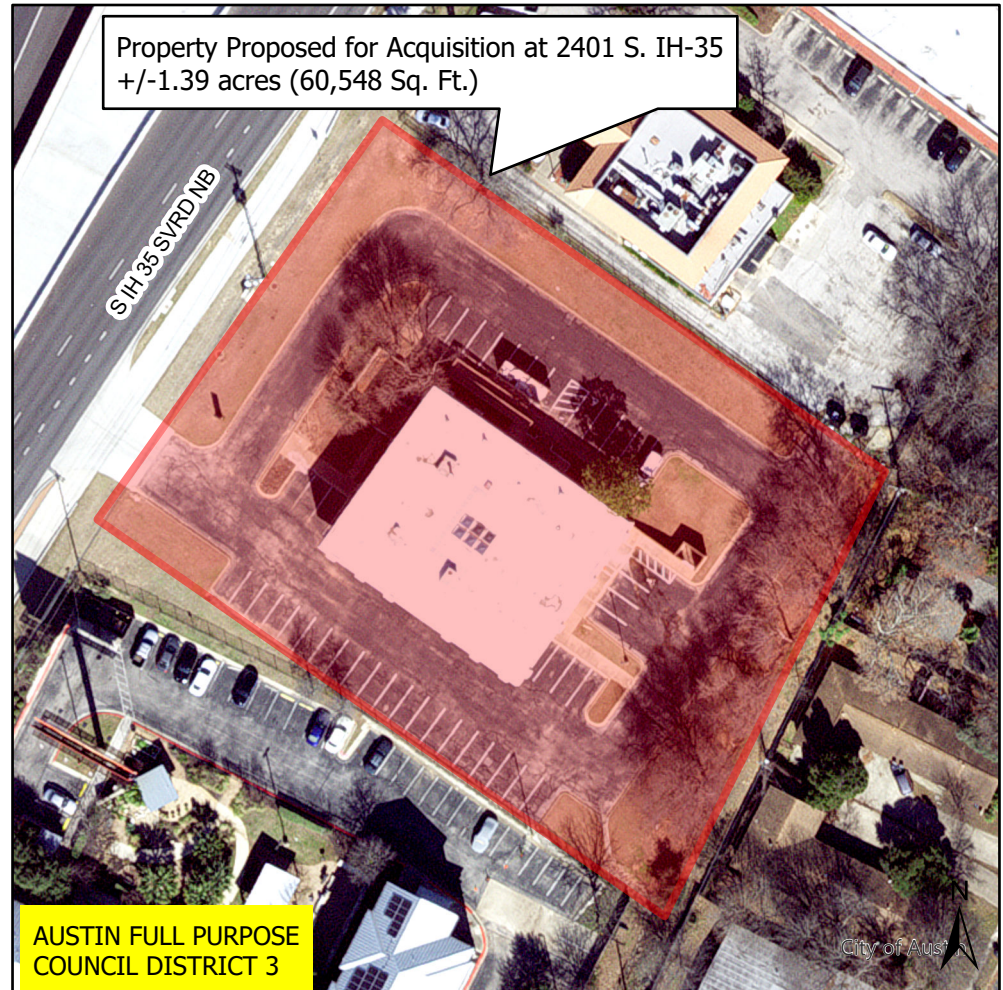 Property Proposed for Acquisition at 2401 S. IH-35
+/-1.39 acres (60,548 Sq. Ft.)
S IH 35 SVRD NB
AUSTIN FULL PURPOSE
COUNCIL DISTRICT 3
N
City of Austin